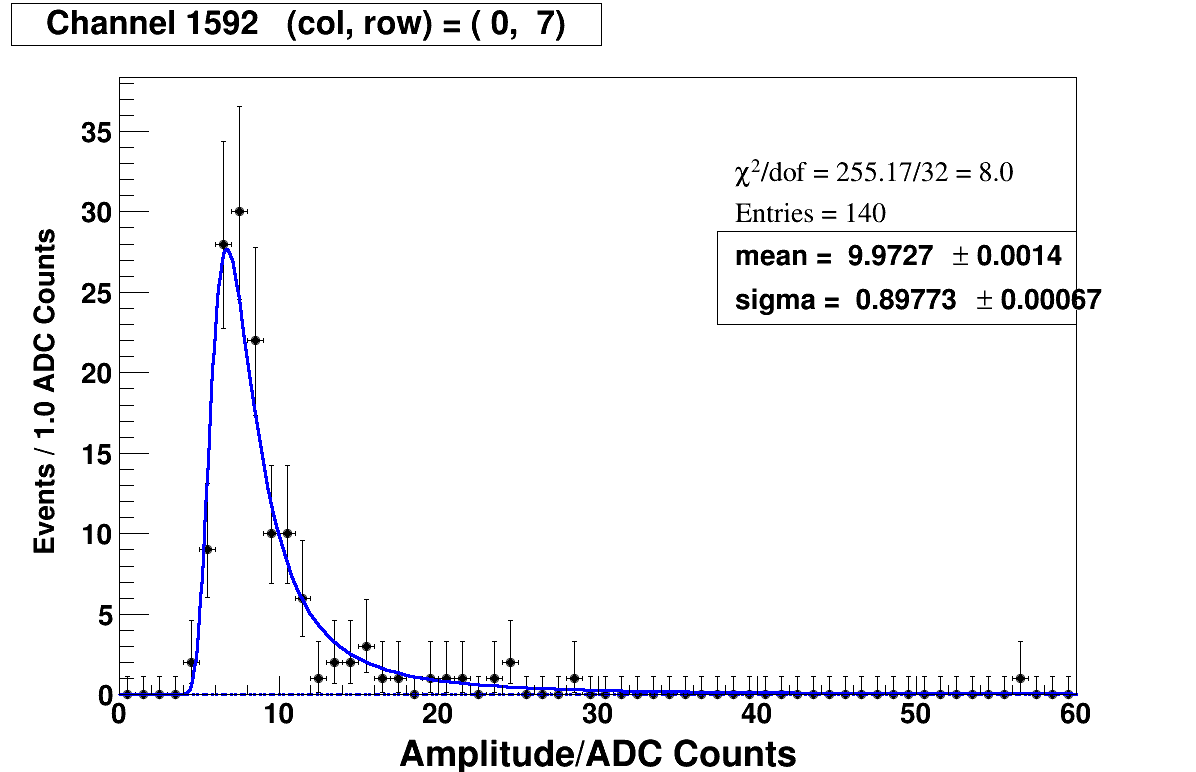 Channel 1592 (col, row) = ( 0, 7)
χ²/dof = 255.17/32 = 8.0
Entries = 140
mean = 9.9727 ± 0.0014
sigma = 0.89773 ± 0.00067
Events / 1.0 ADC Counts
35
30
25
20
15
10
5
0
0 10 20 30 40 50 60
Amplitude/ADC Counts